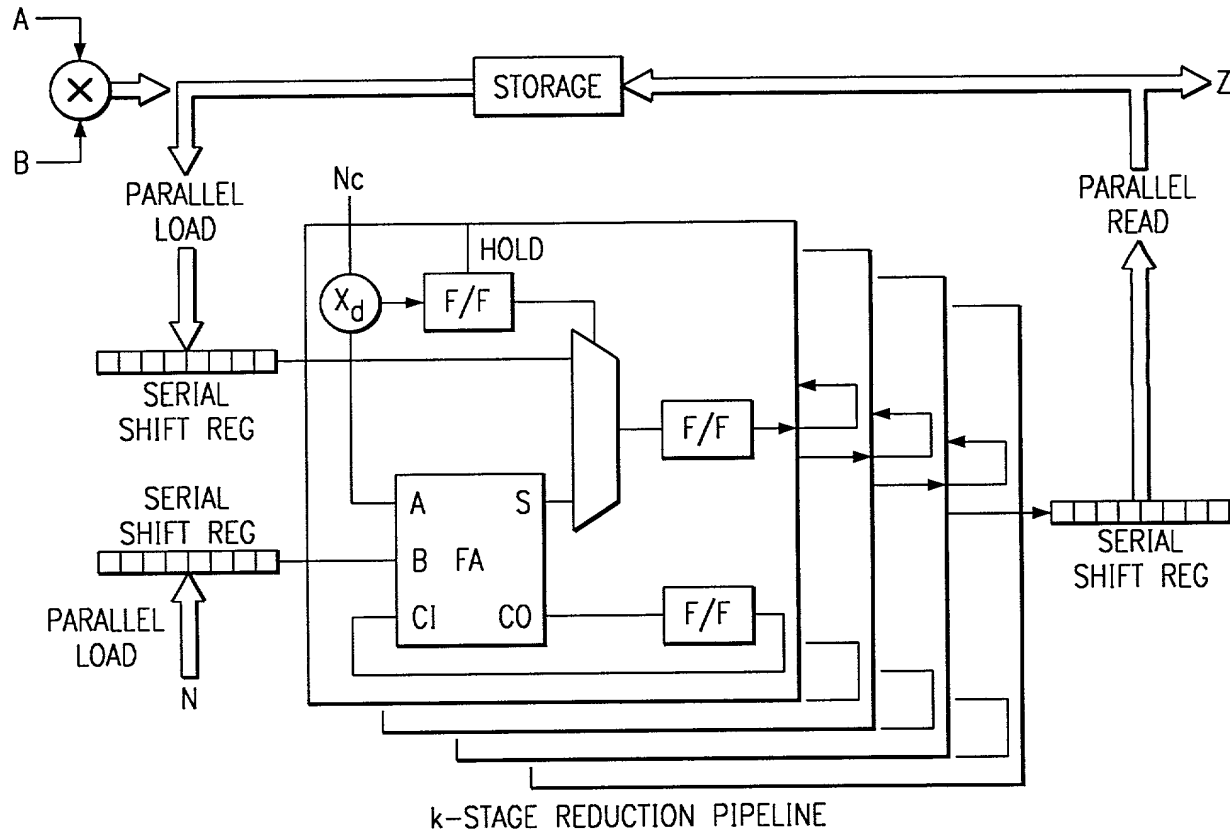 A
STORAGE
Z
B
PARALLEL
LOAD
Nc
PARALLEL
READ
HOLD
X_d
F/F
SERIAL
SHIFT REG
F/F
SERIAL
SHIFT REG
A S
B FA
CI CO
F/F
SERIAL
SHIFT REG
PARALLEL
LOAD
N
k-STAGE REDUCTION PIPELINE